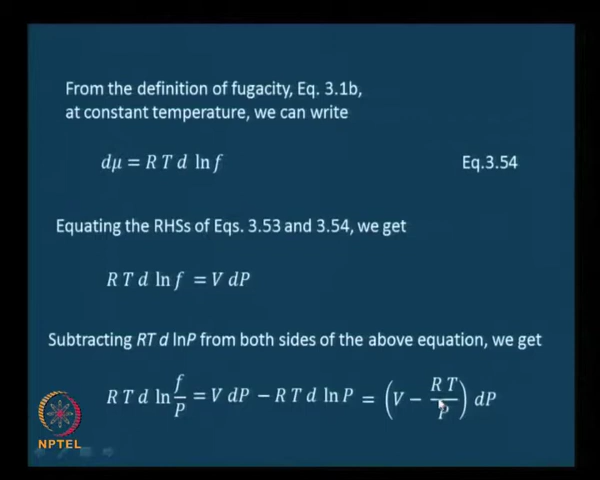 From the definition of fugacity, Eq. 3.1b,
at constant temperature, we can write
dμ = R T d ln f Eq.3.54
Equating the RHSs of Eqs. 3.53 and 3.54, we get
R T d ln f = V dP
Subtracting RT d lnP from both sides of the above equation, we get
R T d ln f/P = V dP − R T d ln P = (V − R T/P) dP
NPTEL